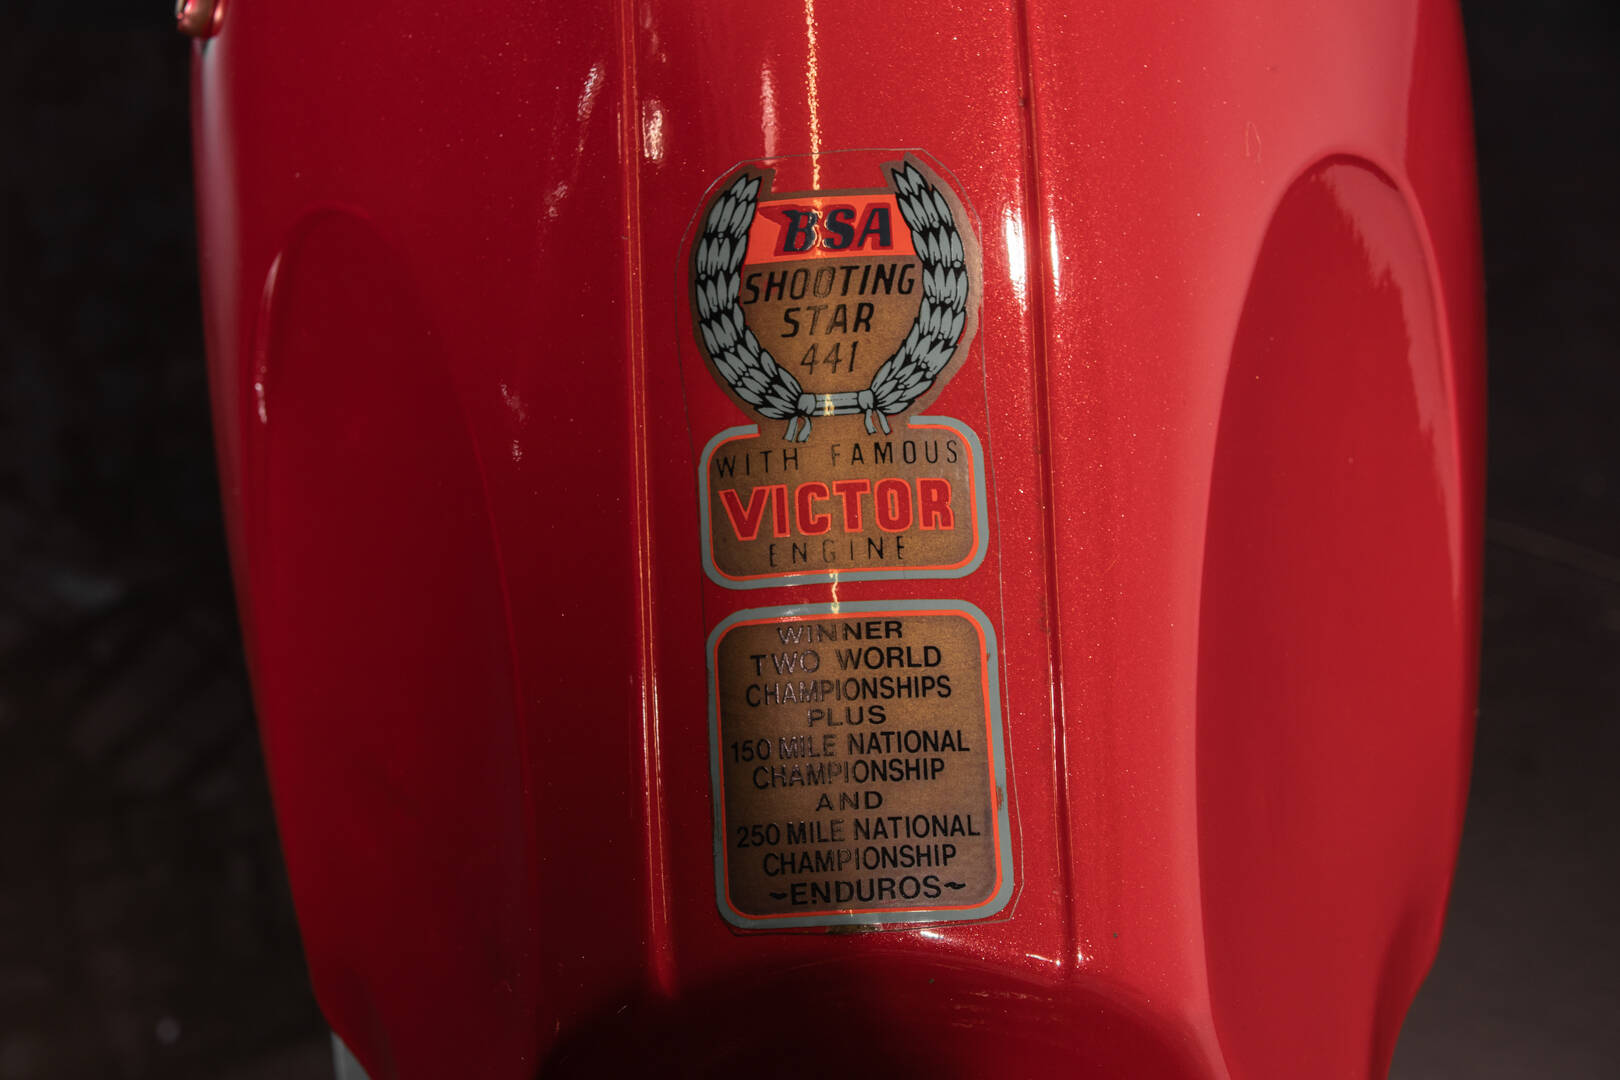 BSA
SHOOTING
STAR
441
WITH FAMOUS
VICTOR
ENGINE
WINNER
TWO WORLD
CHAMPIONSHIPS
PLUS
150 MILE NATIONAL
CHAMPIONSHIP
AND
250 MILE NATIONAL
CHAMPIONSHIP
~ENDUROS~